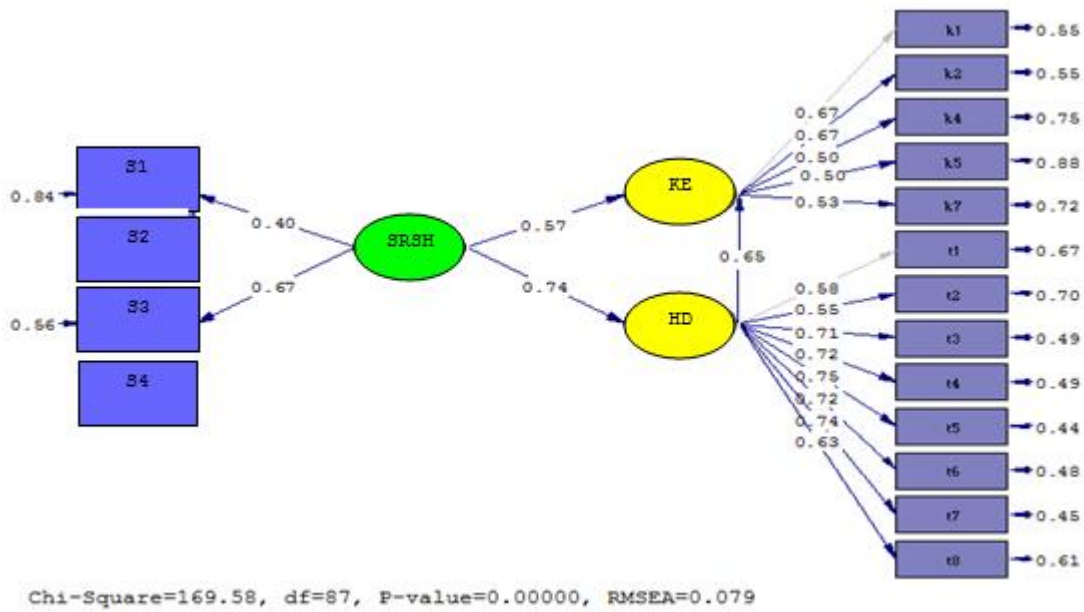 k1
0.55
k2
0.55
0.67
k4
0.75
0.67
S1
k5
0.88
0.50
0.50
KE
0.84
k7
0.72
0.53
0.40
0.57
S2
SRSH
t1
0.67
0.65
0.58
0.67
0.74
t2
0.70
0.55
S3
0.56
HD
t3
0.49
0.71
0.72
S4
t4
0.49
0.75
0.72
t5
0.44
0.74
0.63
t6
0.48
t7
0.45
t8
0.61
Chi-Square=169.58, df=87, P-value=0.00000, RMSEA=0.079